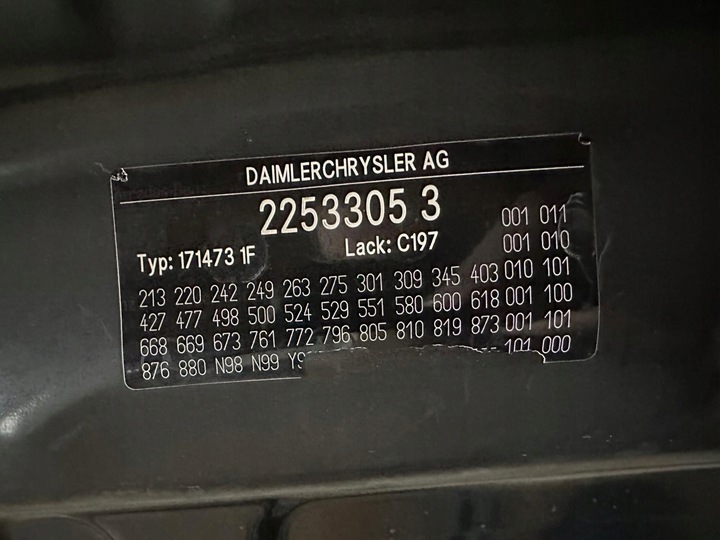 DAIMLERCHRYSLER AG
2253305 3
001 011
Typ: 171473 1F Lack: C197 001 010
213 220 242 249 263 275 301 309 345 403 010 101
427 477 498 500 524 529 551 580 600 618 001 100
668 669 673 761 772 796 805 810 819 873 001 101
876 880 N98 N99 101 000